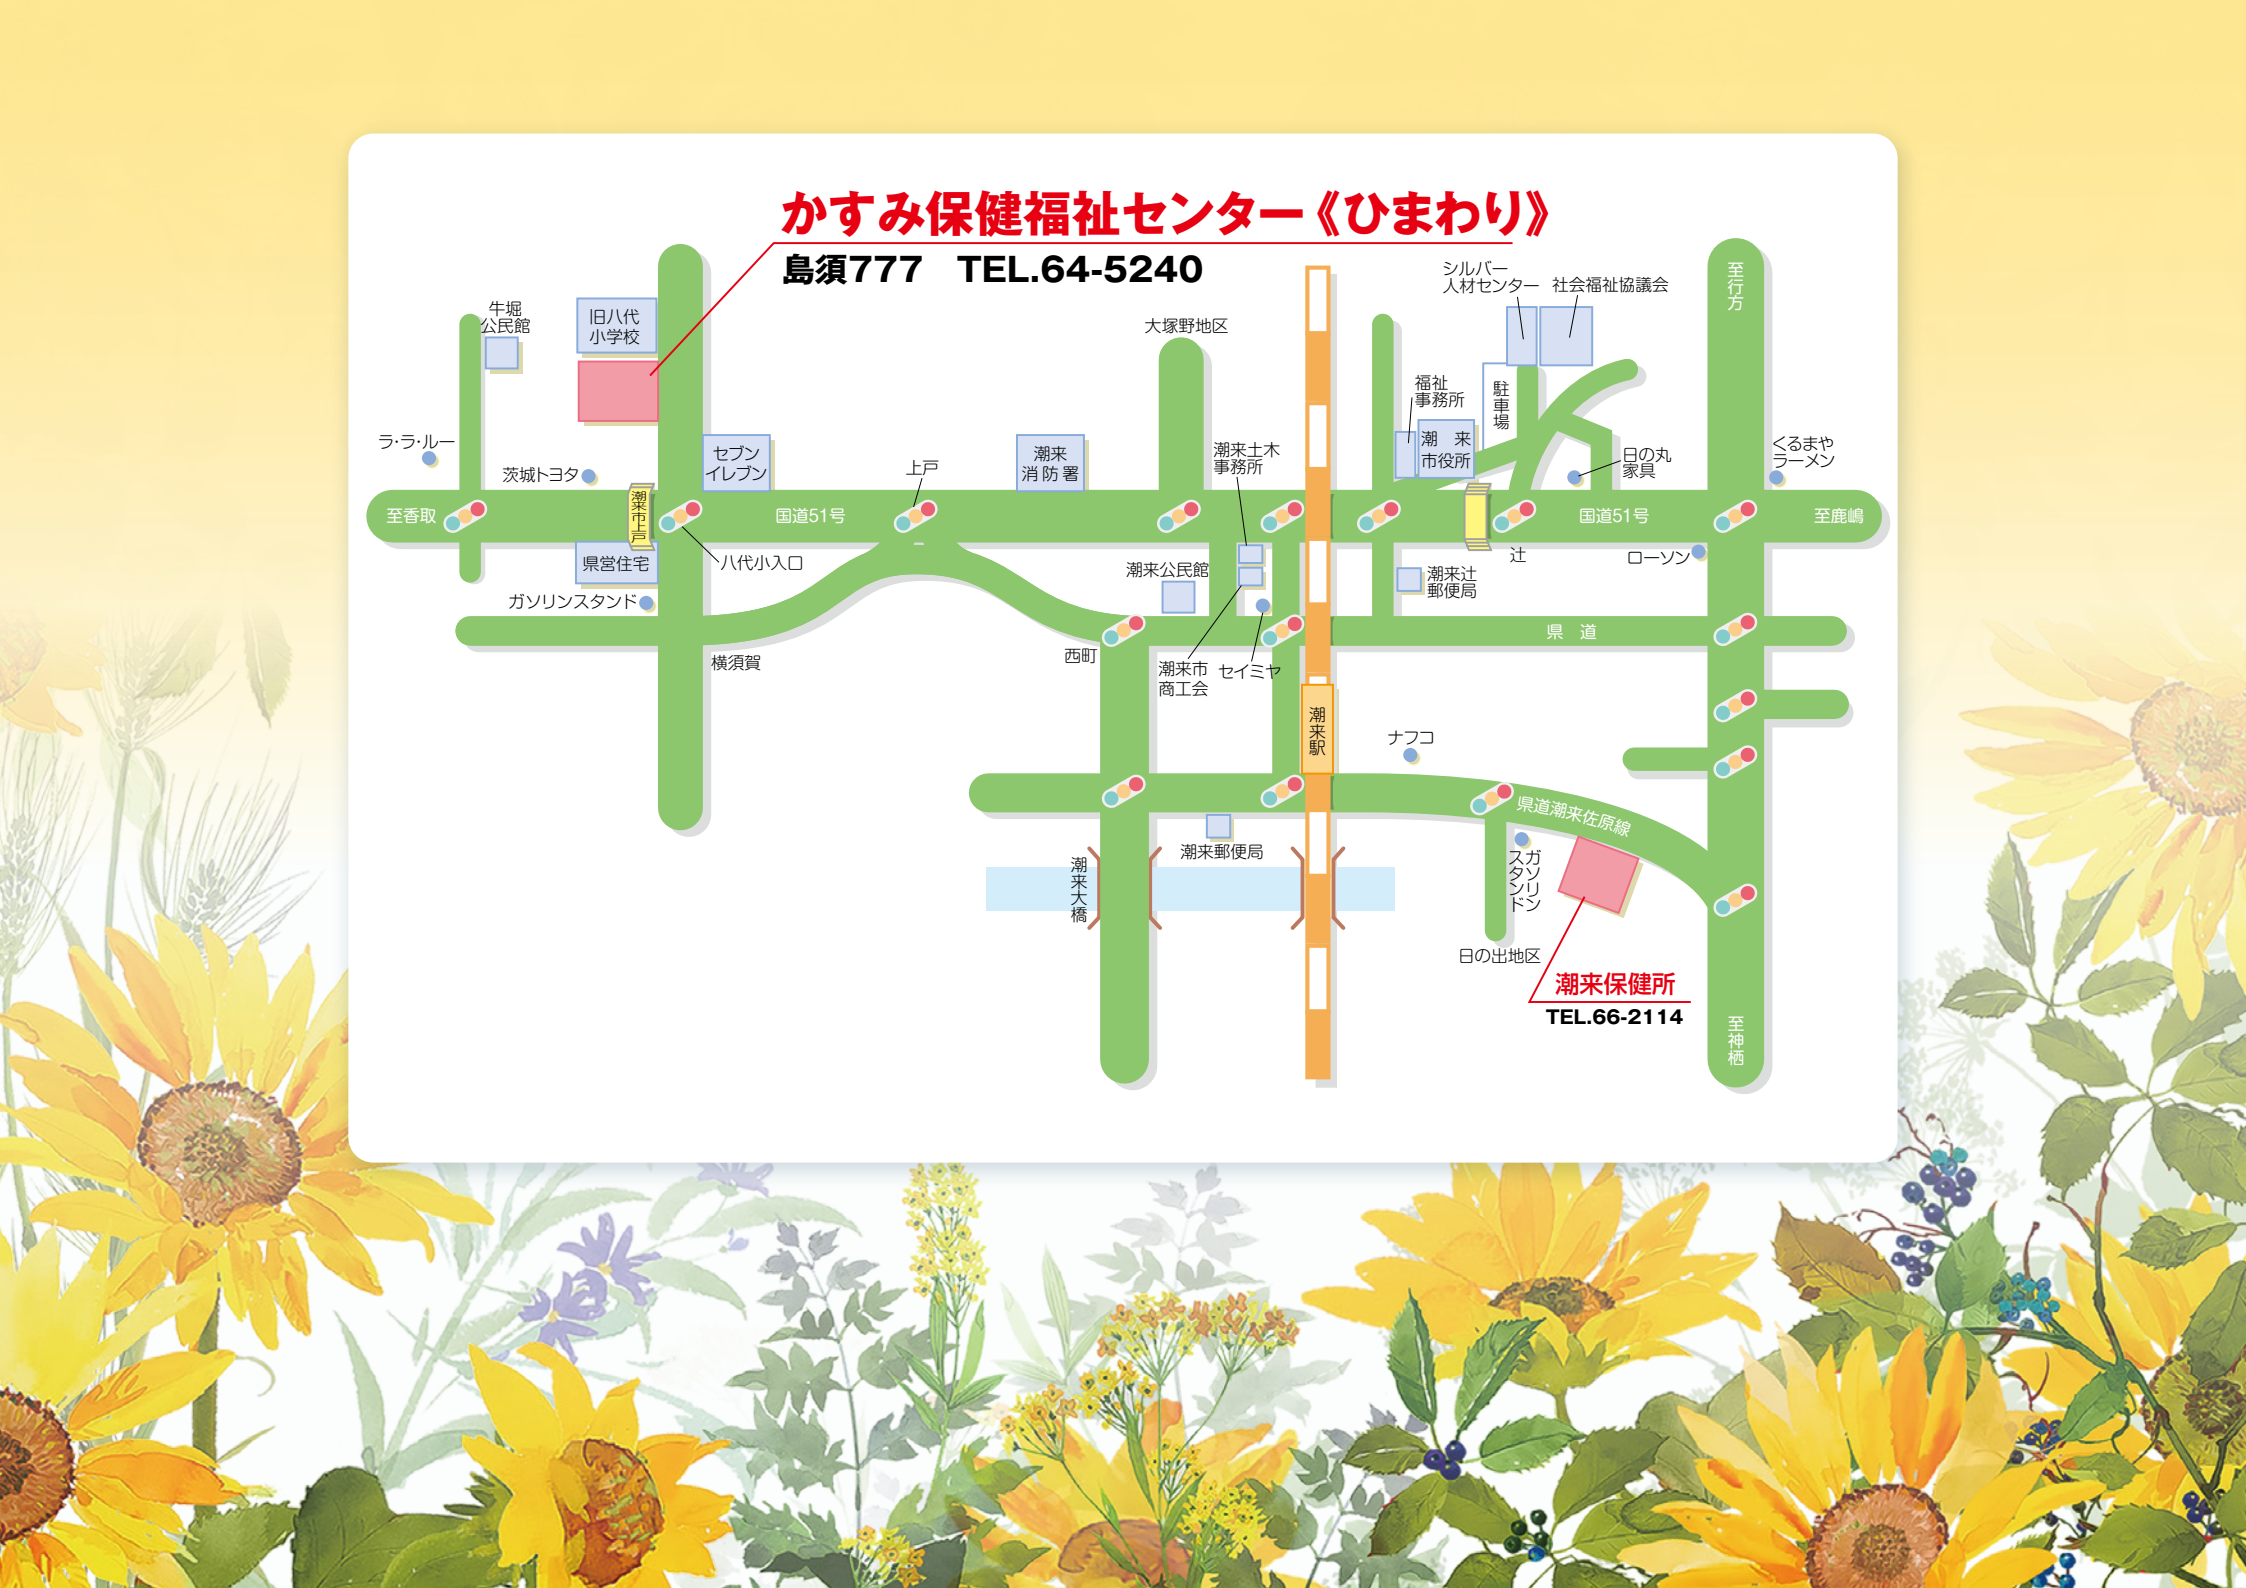 かすみ保健福祉センター《ひまわり》
島須777　TEL.64-5240
牛堀
公民館
旧八代
小学校
ラ・ラ・ルー
茨城トヨタ
潮来市上戸
セブン
イレブン
上戸
潮来
消防署
大塚野地区
潮来土木
事務所
福祉
事務所
潮　来
市役所
駐車場
シルバー
人材センター
社会福祉協議会
日の丸
家具
至行方
くるまや
ラーメン
至香取
国道51号
国道51号
至鹿嶋
県営住宅
八代小入口
ガソリンスタンド
横須賀
潮来公民館
西町
潮来市
商工会
セイミヤ
潮来辻
郵便局
辻
ローソン
県　道
潮来駅
ナフコ
県道潮来佐原線
潮来郵便局
潮来大橋
ガソリン
スタンド
日の出地区
潮来保健所
TEL.66-2114
至神栖